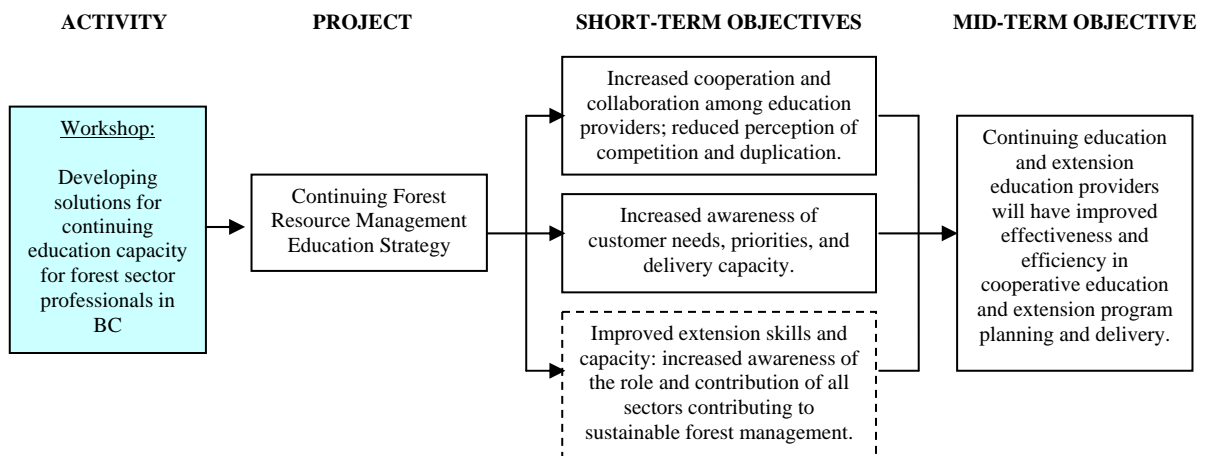 ACTIVITY
PROJECT
SHORT-TERM OBJECTIVES
MID-TERM OBJECTIVE
Workshop:
Developing
solutions for
continuing
education capacity
for forest sector
professionals in
BC
Continuing Forest
Resource Management
Education Strategy
Increased cooperation and
collaboration among education
providers; reduced perception of
competition and duplication.
Increased awareness of
customer needs, priorities, and
delivery capacity.
Improved extension skills and
capacity: increased awareness of
the role and contribution of all
sectors contributing to
sustainable forest management.
Continuing education
and extension
education providers
will have improved
effectiveness and
efficiency in
cooperative education
and extension program
planning and delivery.